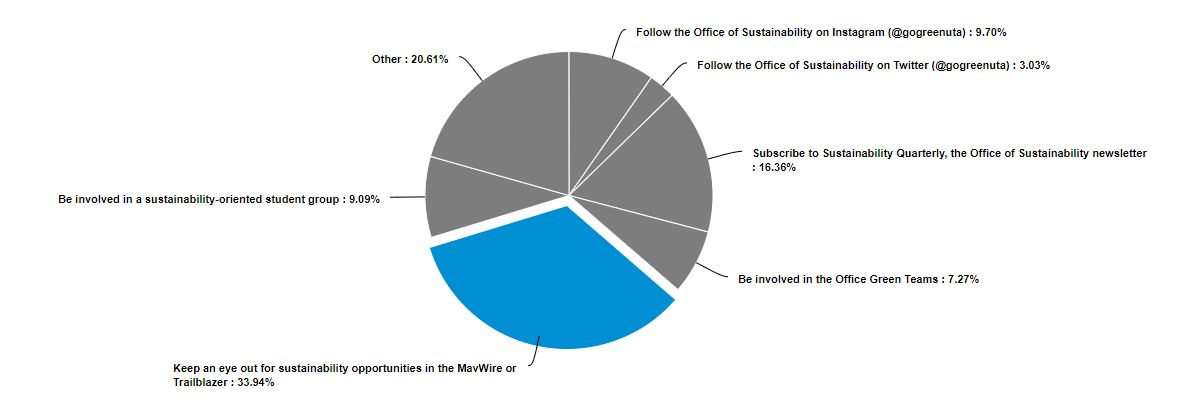 Follow the Office of Sustainability on Instagram (@gogreenuta) : 9.70%
Other : 20.61%
Follow the Office of Sustainability on Twitter (@gogreenuta) : 3.03%
Subscribe to Sustainability Quarterly, the Office of Sustainability newsletter
: 16.36%
Be involved in a sustainability-oriented student group : 9.09%
Be involved in the Office Green Teams : 7.27%
Keep an eye out for sustainability opportunities in the MavWire or
Trailblazer : 33.94%